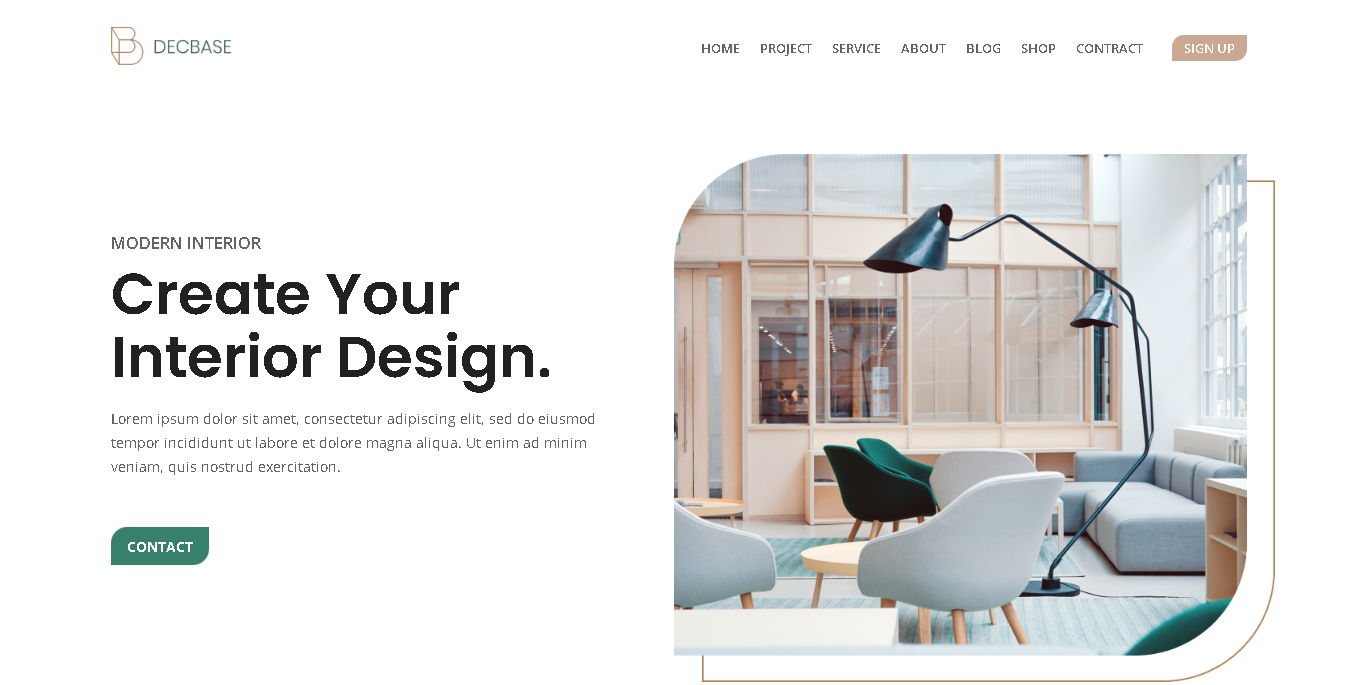 DECBASE
HOME PROJECT SERVICE ABOUT BLOG SHOP CONTRACT SIGN UP
MODERN INTERIOR
Create Your
Interior Design.
Lorem ipsum dolor sit amet, consectetur adipiscing elit, sed do eiusmod
tempor incididunt ut labore et dolore magna aliqua. Ut enim ad minim
veniam, quis nostrud exercitation.
CONTACT